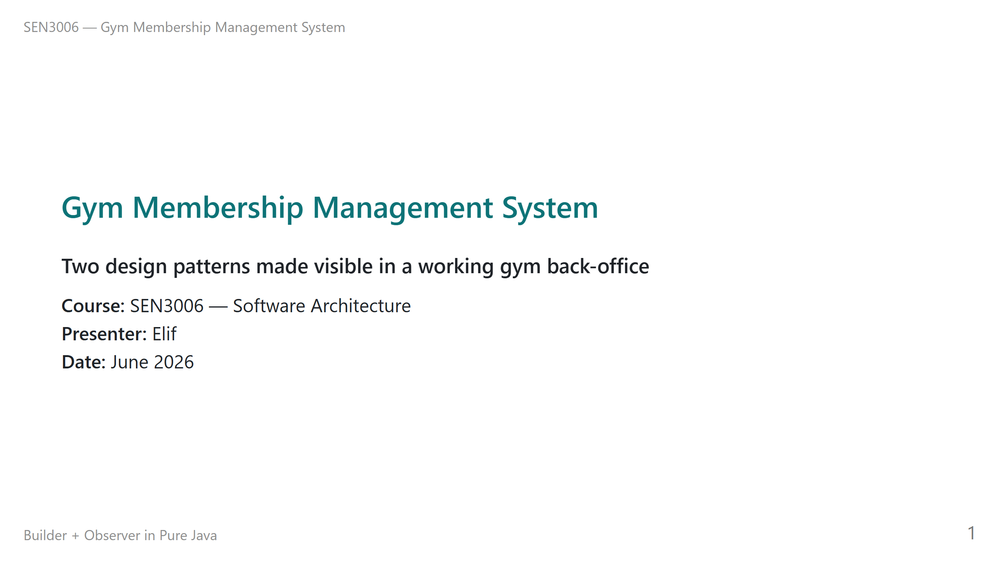 SEN3006 — Gym Membership Management System
Gym Membership Management System
Two design patterns made visible in a working gym back-office
Course: SEN3006 — Software Architecture
Presenter: Elif
Date: June 2026
Builder + Observer in Pure Java
1